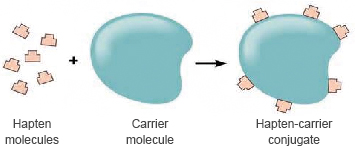 +
Hapten
molecules
Carrier
molecule
Hapten-carrier
conjugate